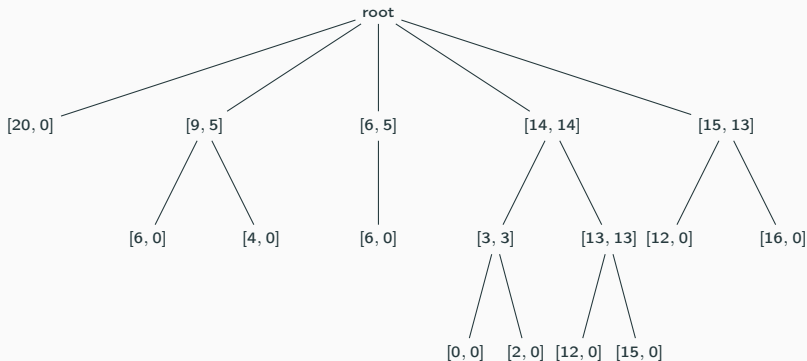 root
[20, 0] [9, 5] [6, 5] [14, 14] [15, 13]
[6, 0] [4, 0] [6, 0] [3, 3] [13, 13] [12, 0] [16, 0]
[0, 0] [2, 0] [12, 0] [15, 0]